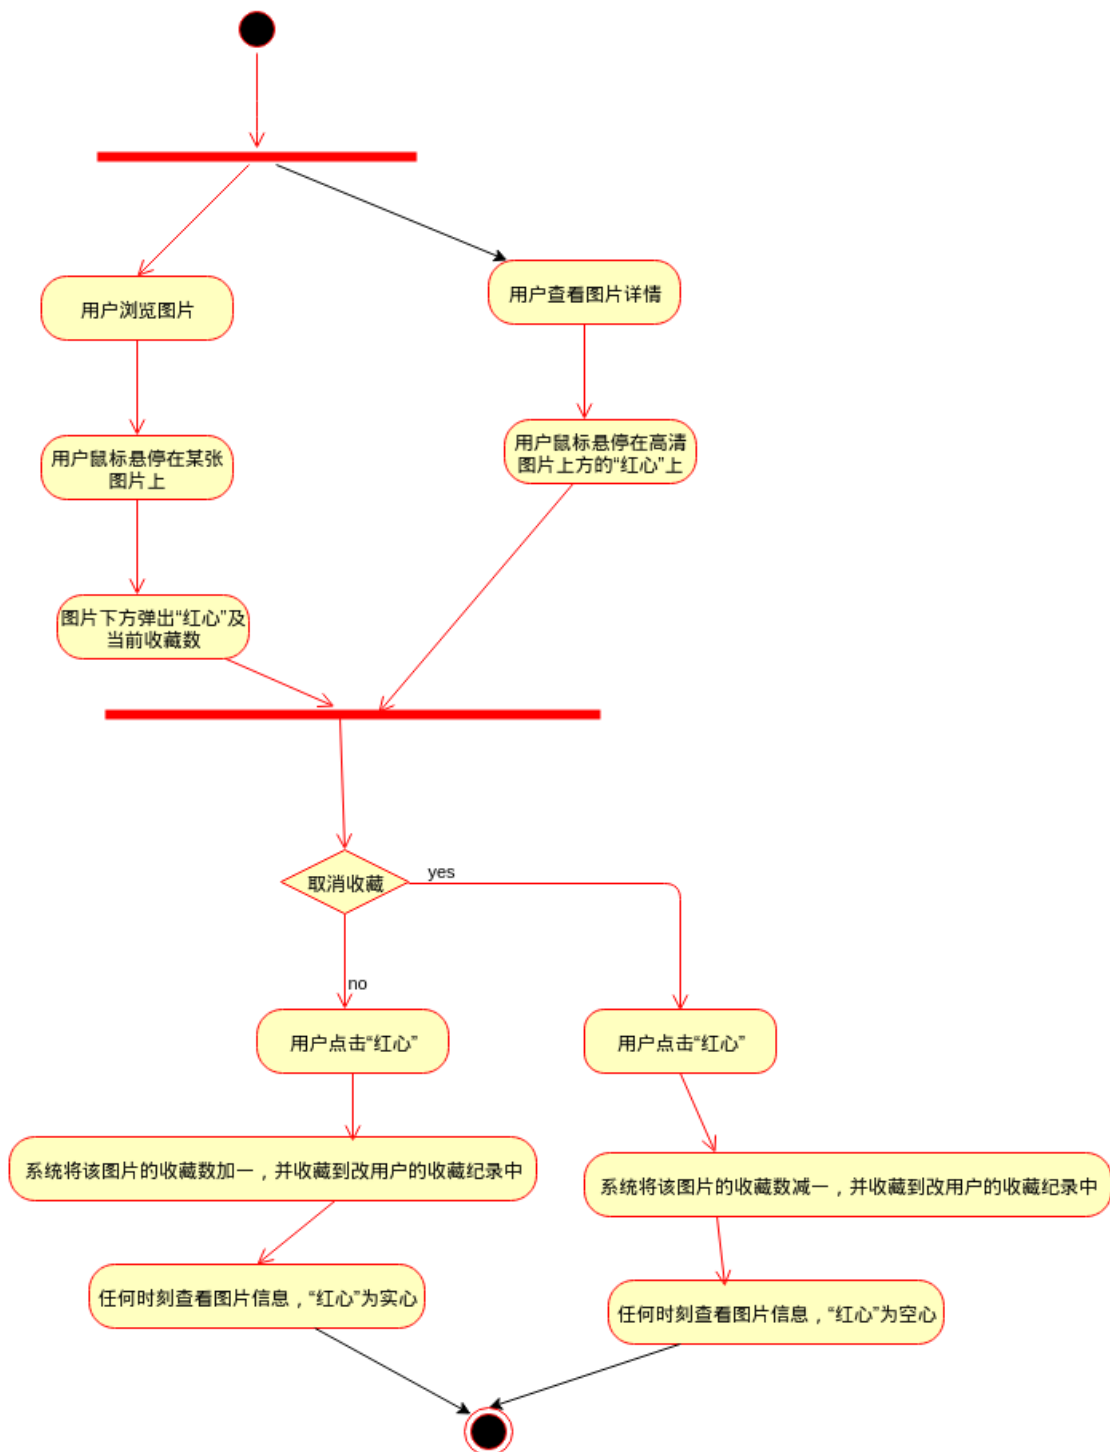 用户浏览图片
用户查看图片详情
用户鼠标悬停在某张
图片上
用户鼠标悬停在高清
图片上方的“红心”上
图片下方弹出“红心”及
当前收藏数
取消收藏
yes
no
用户点击“红心”
用户点击“红心”
系统将该图片的收藏数加一，并收藏到改用户的收藏纪录中
系统将该图片的收藏数减一，并收藏到改用户的收藏纪录中
任何时刻查看图片信息，“红心”为实心
任何时刻查看图片信息，“红心”为空心